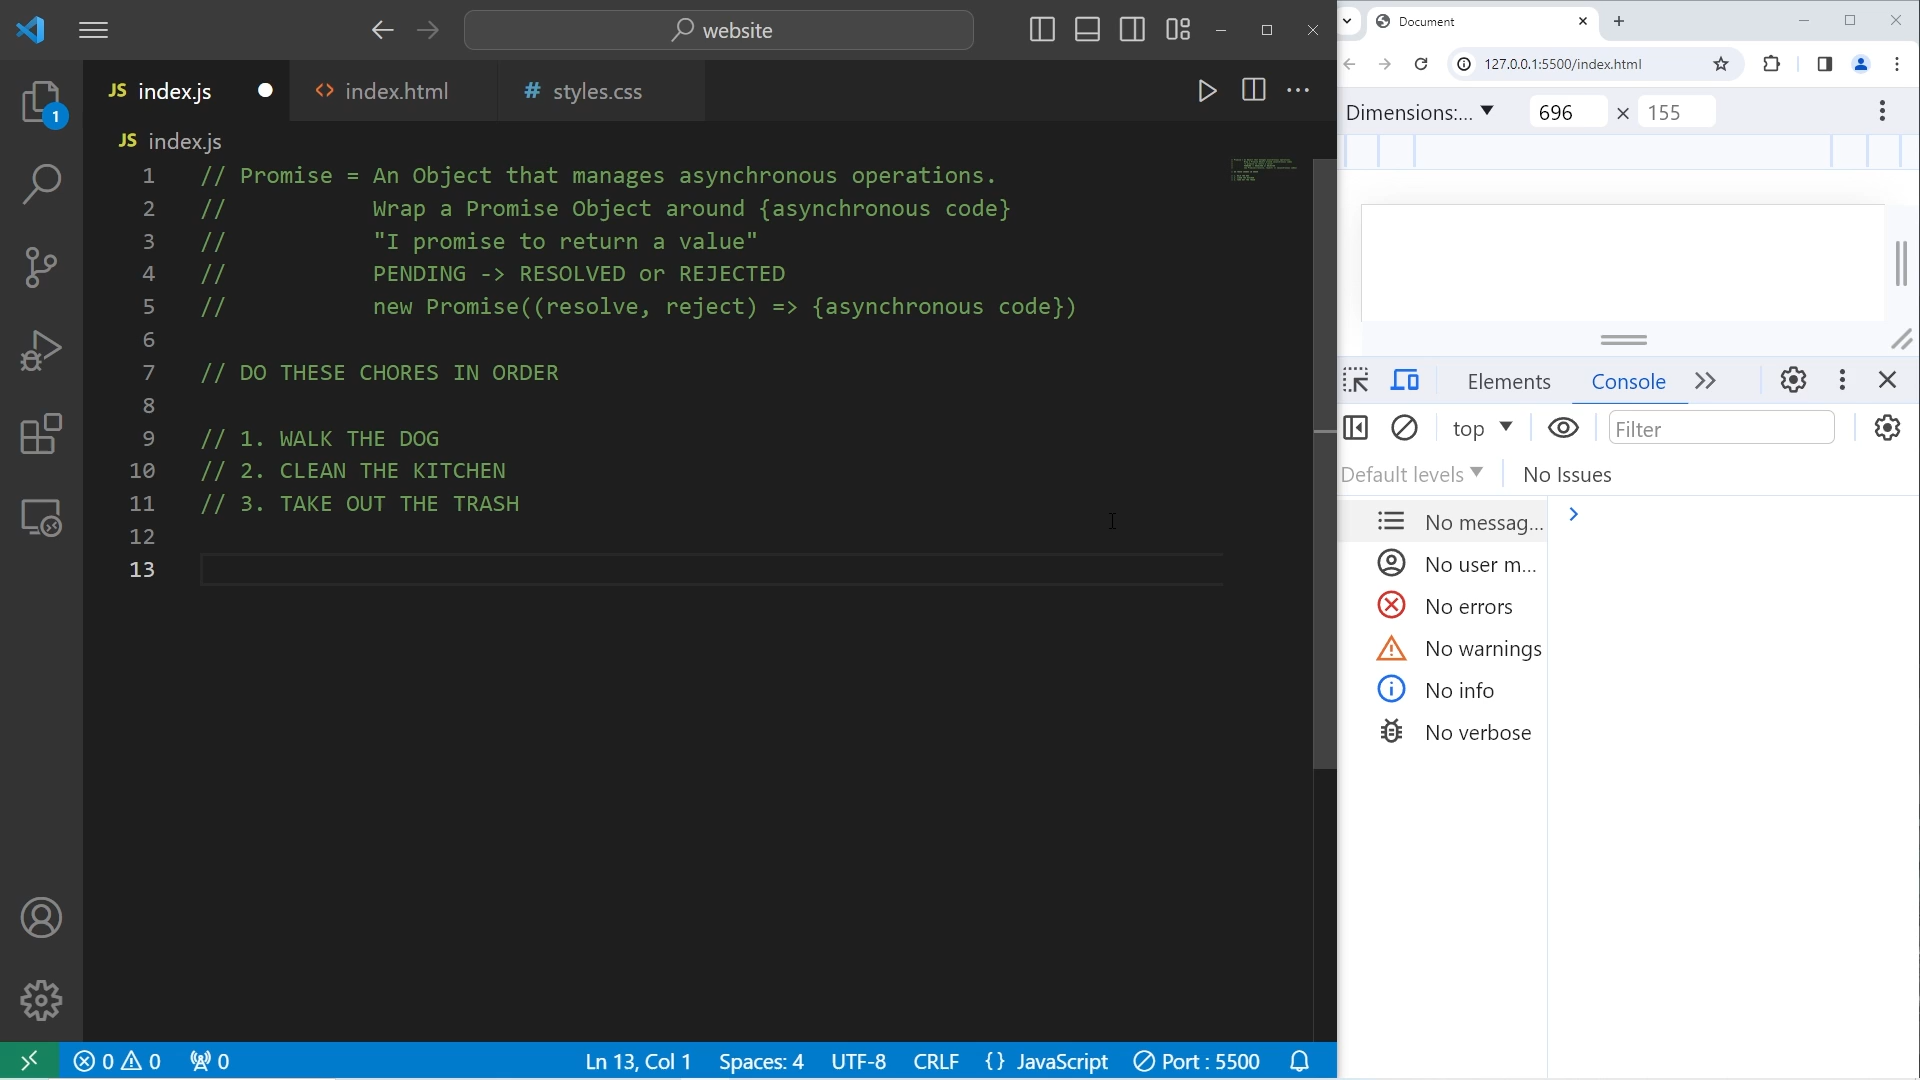 website
JS index.js
<> index.html
# styles.css
JS index.js
1 // Promise = An Object that manages asynchronous operations.
2 //           Wrap a Promise Object around {asynchronous code}
3 //           "I promise to return a value"
4 //           PENDING -> RESOLVED or REJECTED
5 //           new Promise((resolve, reject) => {asynchronous code})
6
7 // DO THESE CHORES IN ORDER
8
9 // 1. WALK THE DOG
10 // 2. CLEAN THE KITCHEN
11 // 3. TAKE OUT THE TRASH
12
13
1
0 0 0
Ln 13, Col 1
Spaces: 4
UTF-8
CRLF
{} JavaScript
Port : 5500
Document
127.0.0.1:5500/index.html
Dimensions:... 696 × 155
Elements
Console
top
Filter
Default levels
No Issues
No messag...
No user m...
No errors
No warnings
No info
No verbose